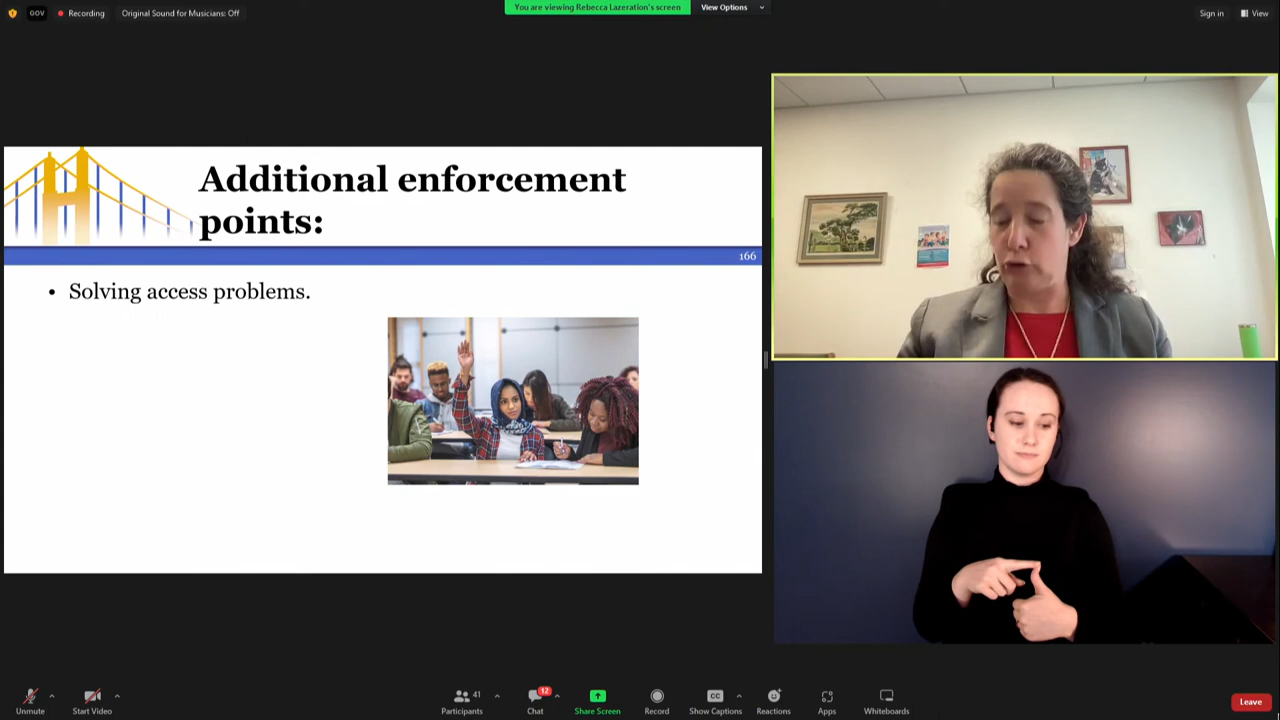 GOV
Recording
Original Sound for Musicians: Off
You are viewing Rebecca Lazeration's screen
View Options
Sign in
View
Additional enforcement
points:
166
• Solving access problems.
Unmute
Start Video
41
Participants
12
Chat
Share Screen
Record
CC
Show Captions
Reactions
Apps
Whiteboards
Leave